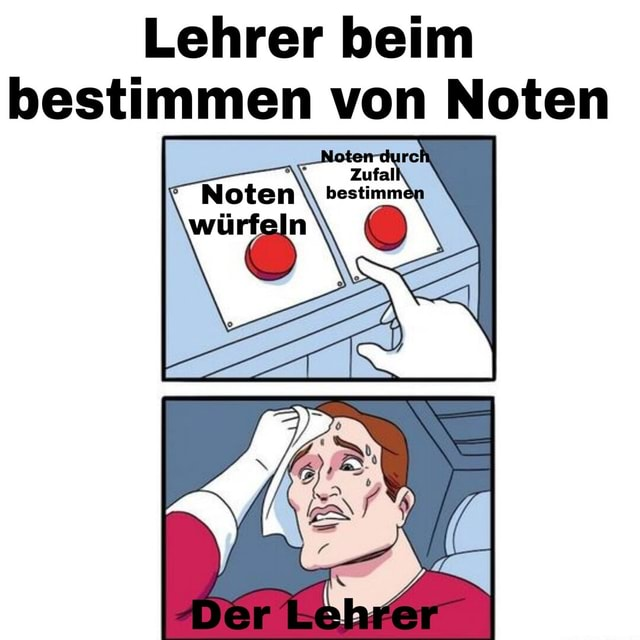 Lehrer beim
bestimmen von Noten
Noten durch
Zufall
bestimmen
Noten
würfeln
Der Lehrer